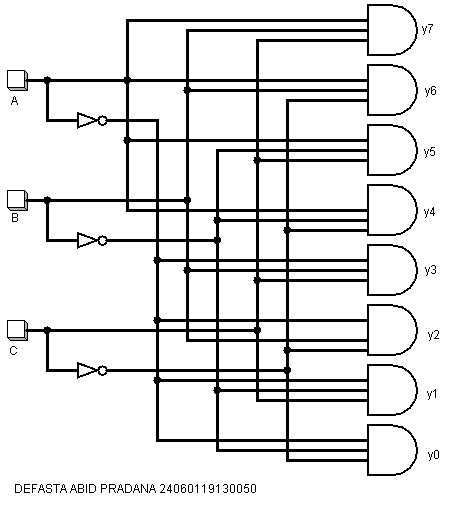 y7
A
y6
y5
B
y4
y3
C
y2
y1
y0
DEFASTA ABID PRADANA 24060119130050